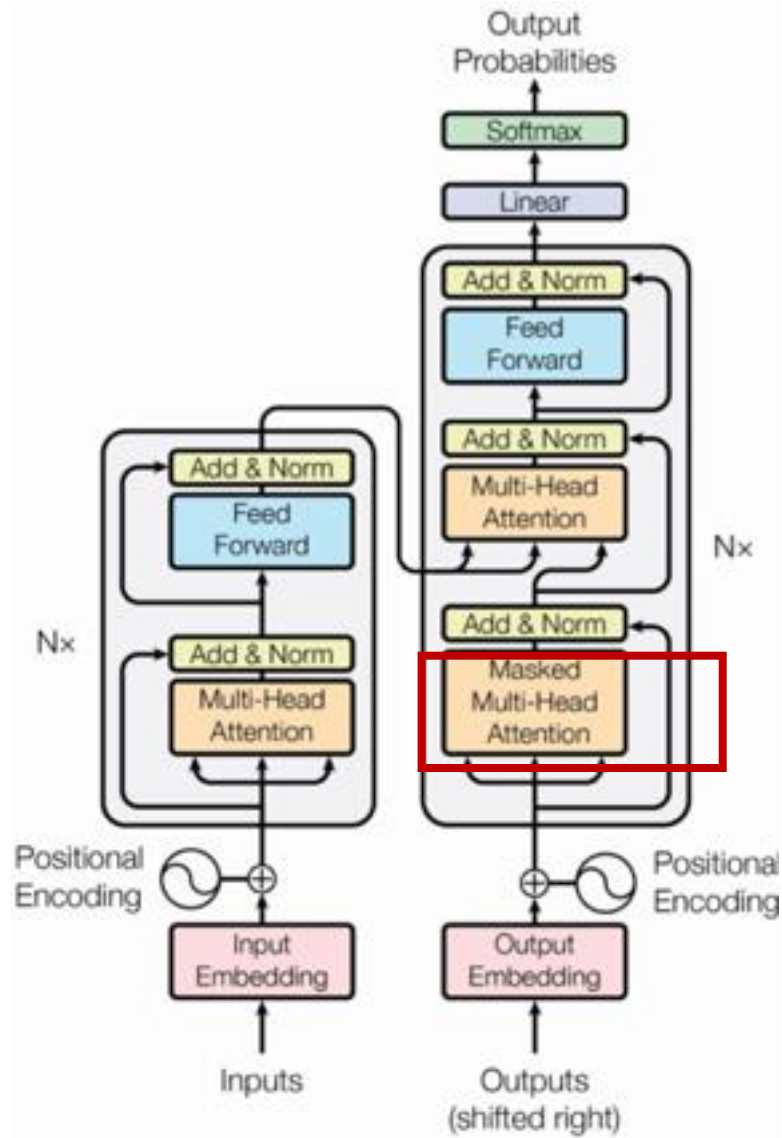 Output
Probabilities
Softmax
Linear
Add & Norm
Feed
Forward
Add & Norm
Multi-Head
Attention
Nx
Add & Norm
Masked
Multi-Head
Attention
Add & Norm
Feed
Forward
Nx
Add & Norm
Multi-Head
Attention
Positional
Encoding
Positional
Encoding
Input
Embedding
Output
Embedding
Inputs
Outputs
(shifted right)